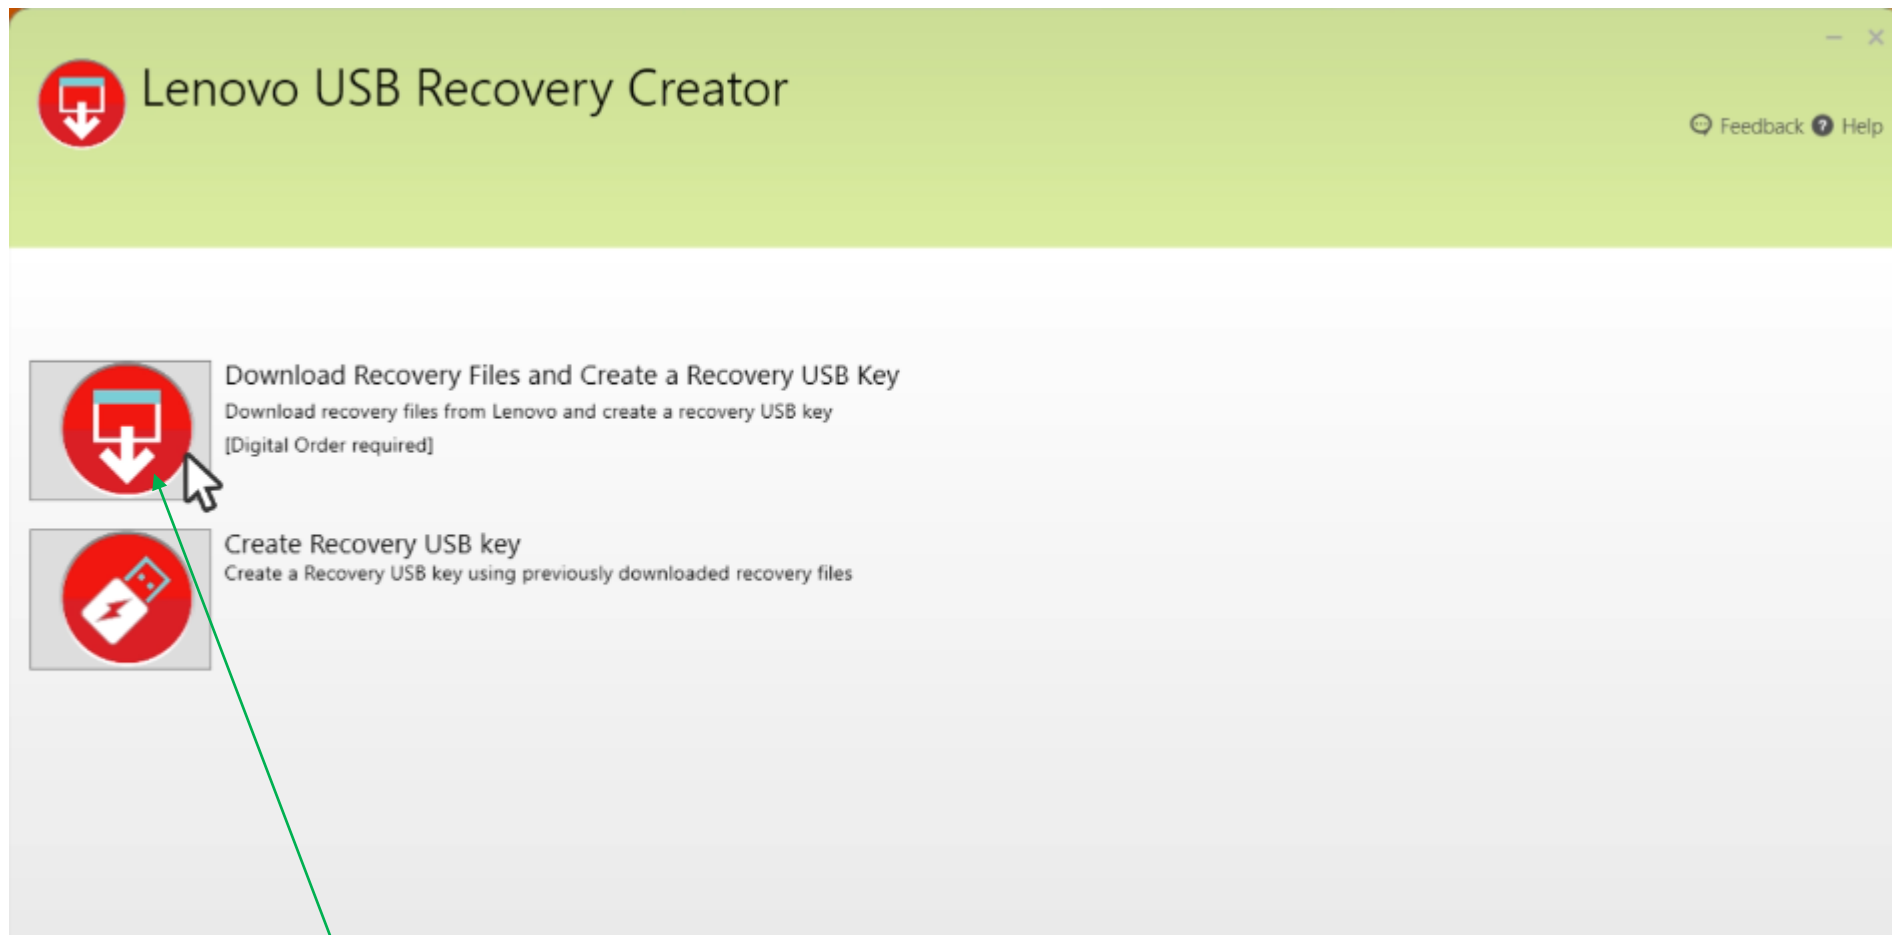 Lenovo USB Recovery Creator
Feedback ? Help
Download Recovery Files and Create a Recovery USB Key
Download recovery files from Lenovo and create a recovery USB key
[Digital Order required]
Create Recovery USB key
Create a Recovery USB key using previously downloaded recovery files